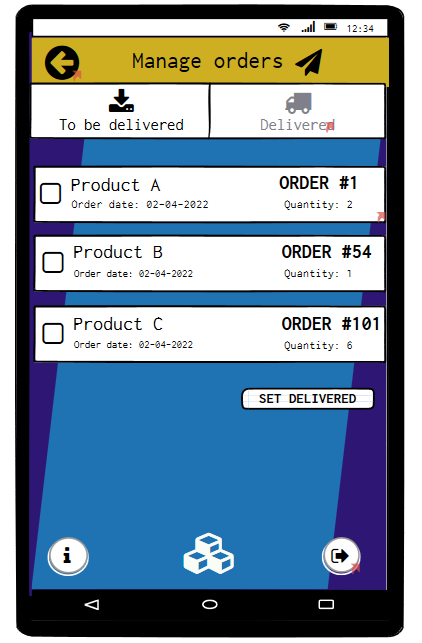 12:34
Manage orders
To be delivered
Delivered
Product A
ORDER #1
Order date: 02-04-2022
Quantity: 2
Product B
ORDER #54
Order date: 02-04-2022
Quantity: 1
Product C
ORDER #101
Order date: 02-04-2022
Quantity: 6
SET DELIVERED
i